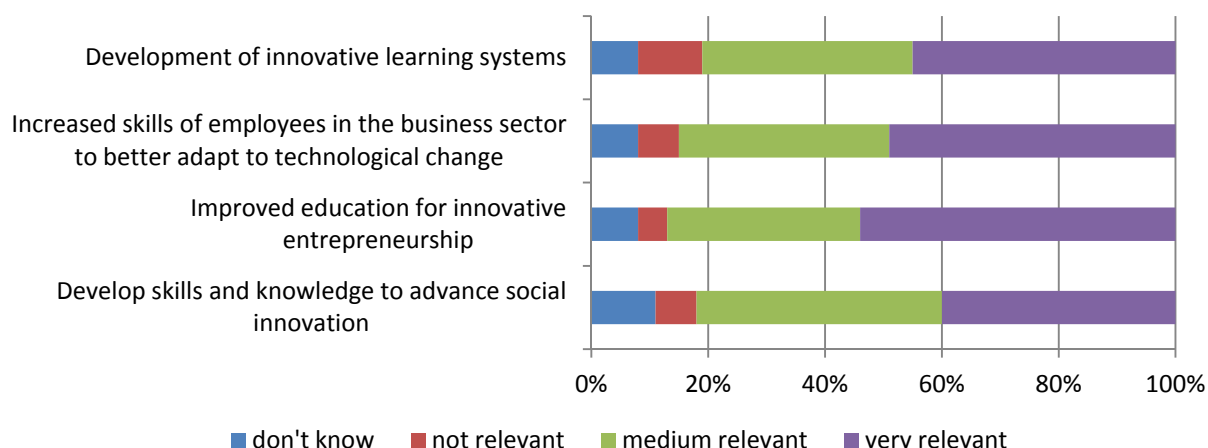 Development of innovative learning systems
Increased skills of employees in the business sector
to better adapt to technological change
Improved education for innovative
entrepreneurship
Develop skills and knowledge to advance social
innovation
0% 20% 40% 60% 80% 100%
don't know not relevant medium relevant very relevant